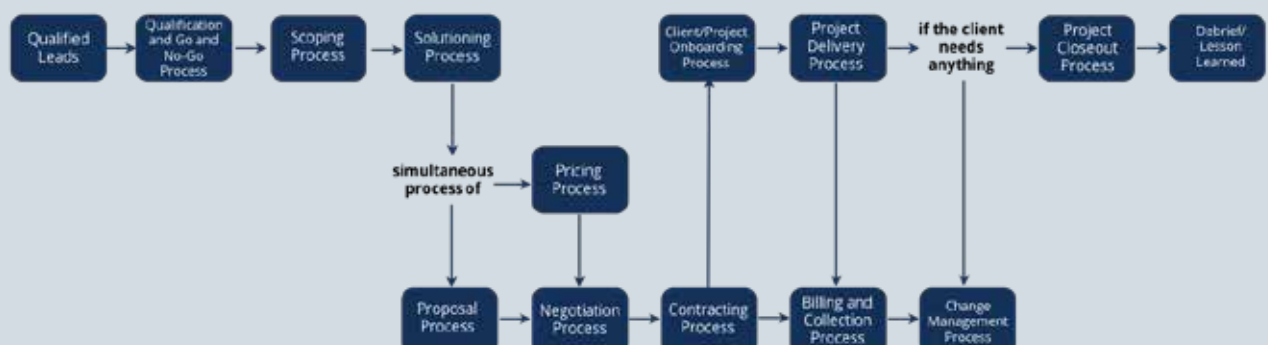 Qualified
Leads
Qualification
and Go and
No-Go
Process
Scoping
Process
Solutioning
Process
Client/Project
Onboarding
Process
Project
Delivery
Process
if the client
needs
anything
Project
Closeout
Process
Debrief/
Lesson
Learned
simultaneous
process of
Pricing
Process
Proposal
Process
Negotiation
Process
Contracting
Process
Billing and
Collection
Process
Change
Management
Process